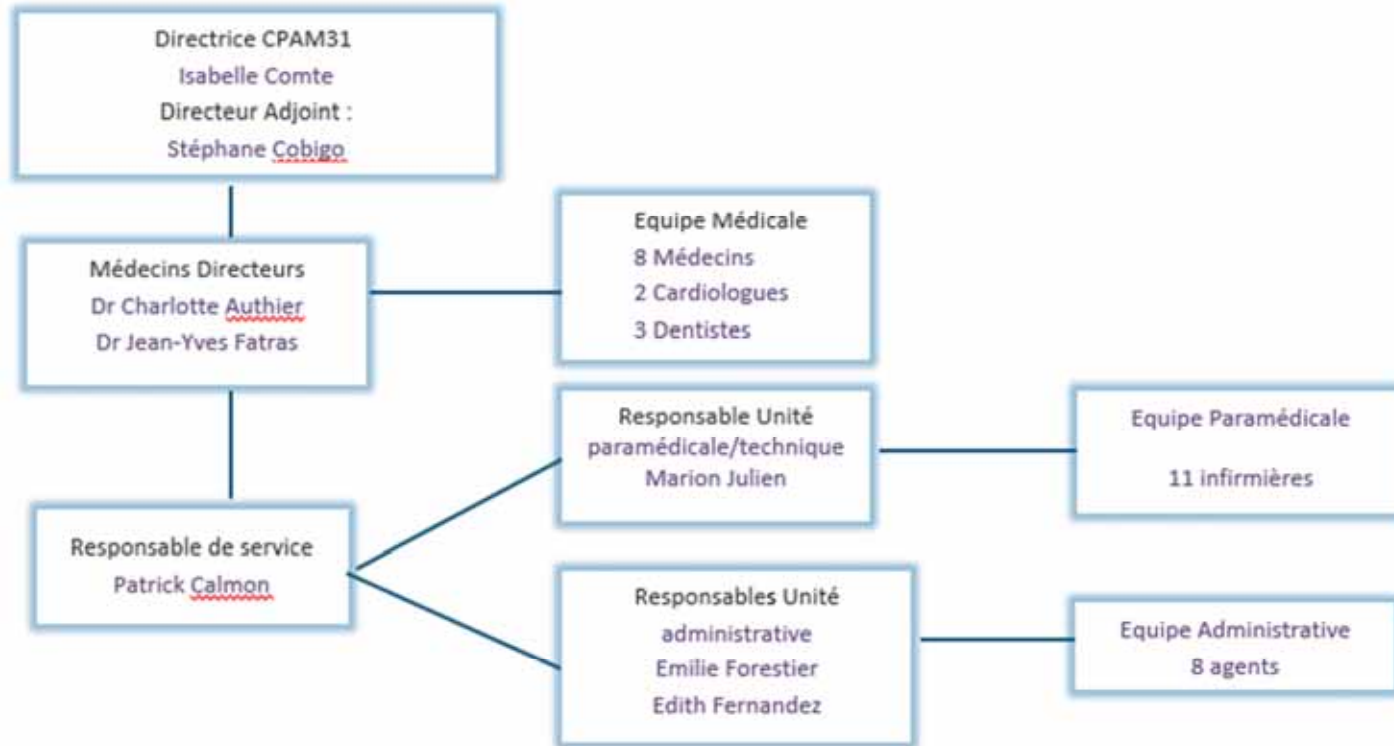 Directrice CPAM31
Isabelle Comte
Directeur Adjoint :
Stéphane Cobigo
Médecins Directeurs
Dr Charlotte Authier
Dr Jean-Yves Fatras
Equipe Médicale
8 Médecins
2 Cardiologues
3 Dentistes
Responsable Unité
paramédicale/technique
Marion Julien
Equipe Paramédicale
11 infirmières
Responsable de service
Patrick Calmon
Responsables Unité
administrative
Emilie Forestier
Edith Fernandez
Equipe Administrative
8 agents